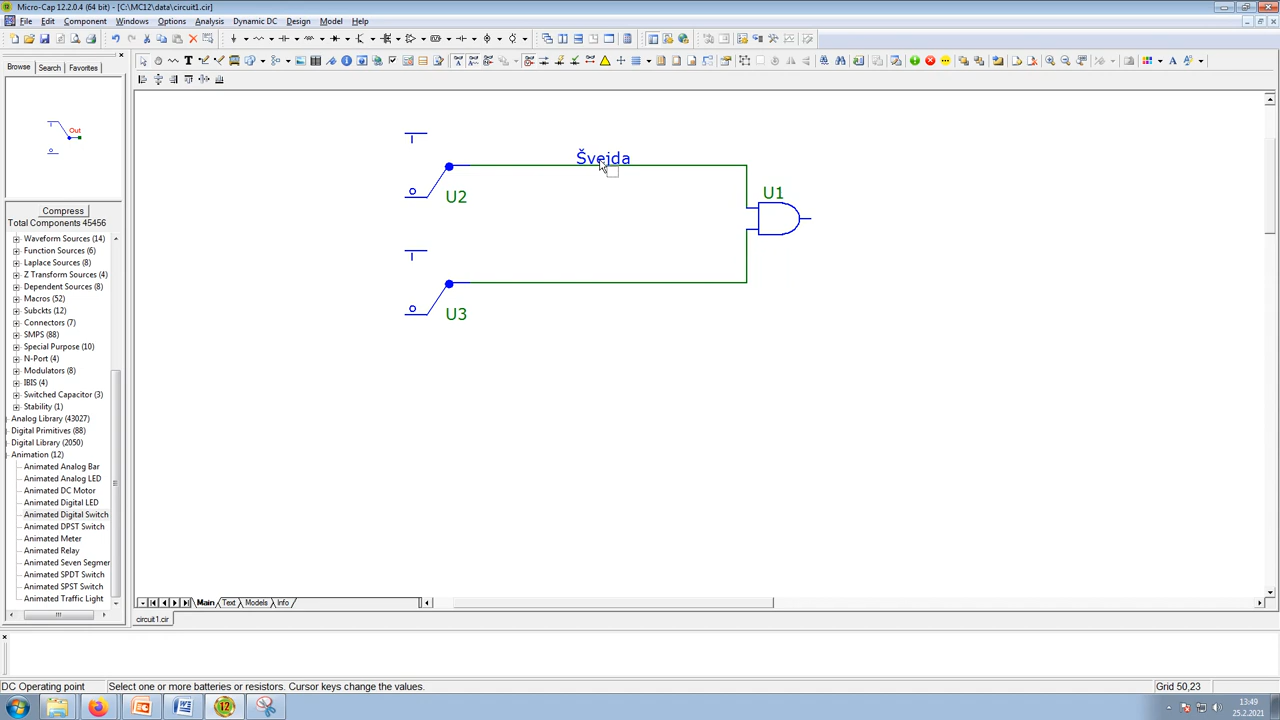 Micro-Cap 12.2.0.4 (64 bit) - [C:\MC12\data\circuit1.cir]
File Edit Component Windows Options Analysis Dynamic DC Design Model Help
Browse Search Favorites
Out
Compress
Total Components 45456
Waveform Sources (14)
Function Sources (6)
Laplace Sources (8)
Z Transform Sources (4)
Dependent Sources (8)
Macros (52)
Subckts (12)
Connectors (7)
SMPS (88)
Special Purpose (10)
N-Port (4)
Modulators (8)
IBIS (4)
Switched Capacitor (3)
Stability (1)
Analog Library (43027)
Digital Primitives (88)
Digital Library (2050)
Animation (12)
Animated Analog Bar
Animated Analog LED
Animated DC Motor
Animated Digital LED
Animated Digital Switch
Animated DPST Switch
Animated Meter
Animated Relay
Animated Seven Segmer
Animated SPDT Switch
Animated SPST Switch
Animated Traffic Light
Švejda
U2
U1
U3
Main Text Models Info
circuit1.cir
DC Operating point Select one or more batteries or resistors. Cursor keys change the values. Grid 50,23
13:49
25.2.2021